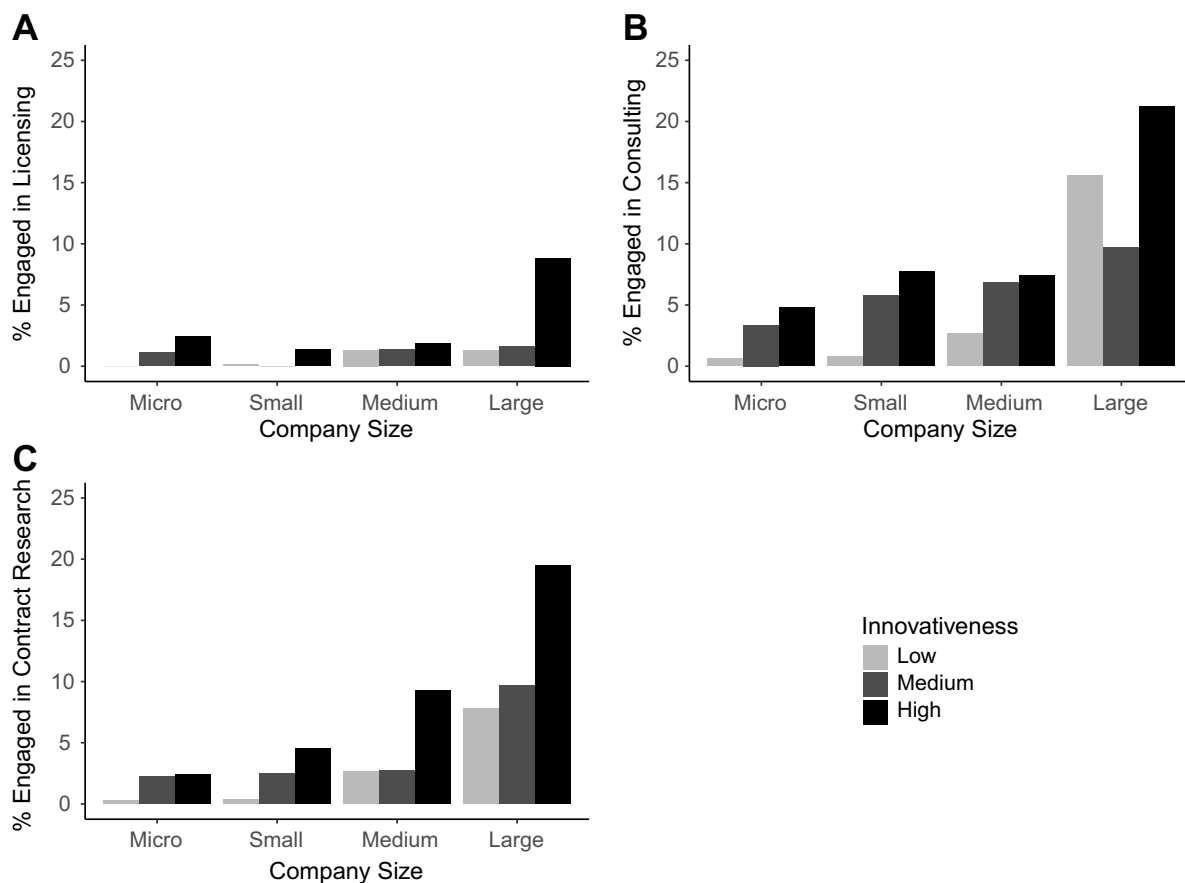 A
% Engaged in Licensing
25
20
15
10
5
0
Micro Small Medium Large
Company Size
B
% Engaged in Consulting
25
20
15
10
5
0
Micro Small Medium Large
Company Size
C
% Engaged in Contract Research
25
20
15
10
5
0
Micro Small Medium Large
Company Size
Innovativeness
Low
Medium
High